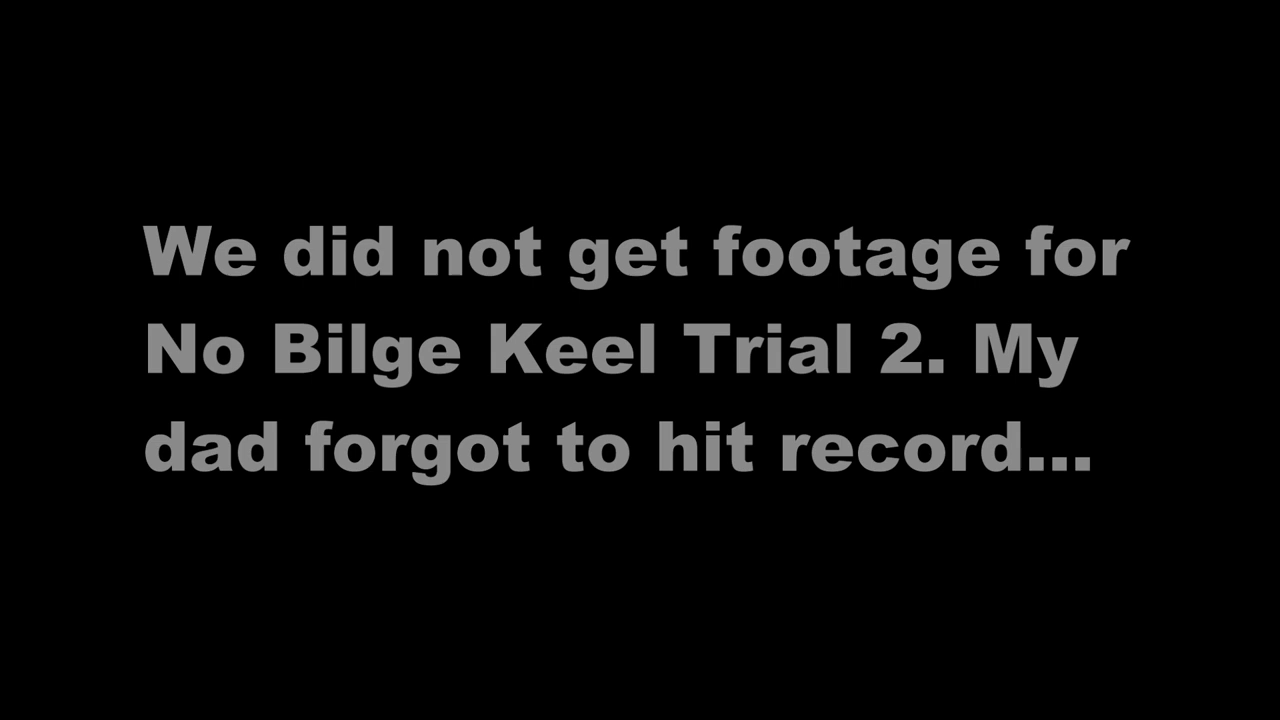 We did not get footage for
No Bilge Keel Trial 2. My
dad forgot to hit record...